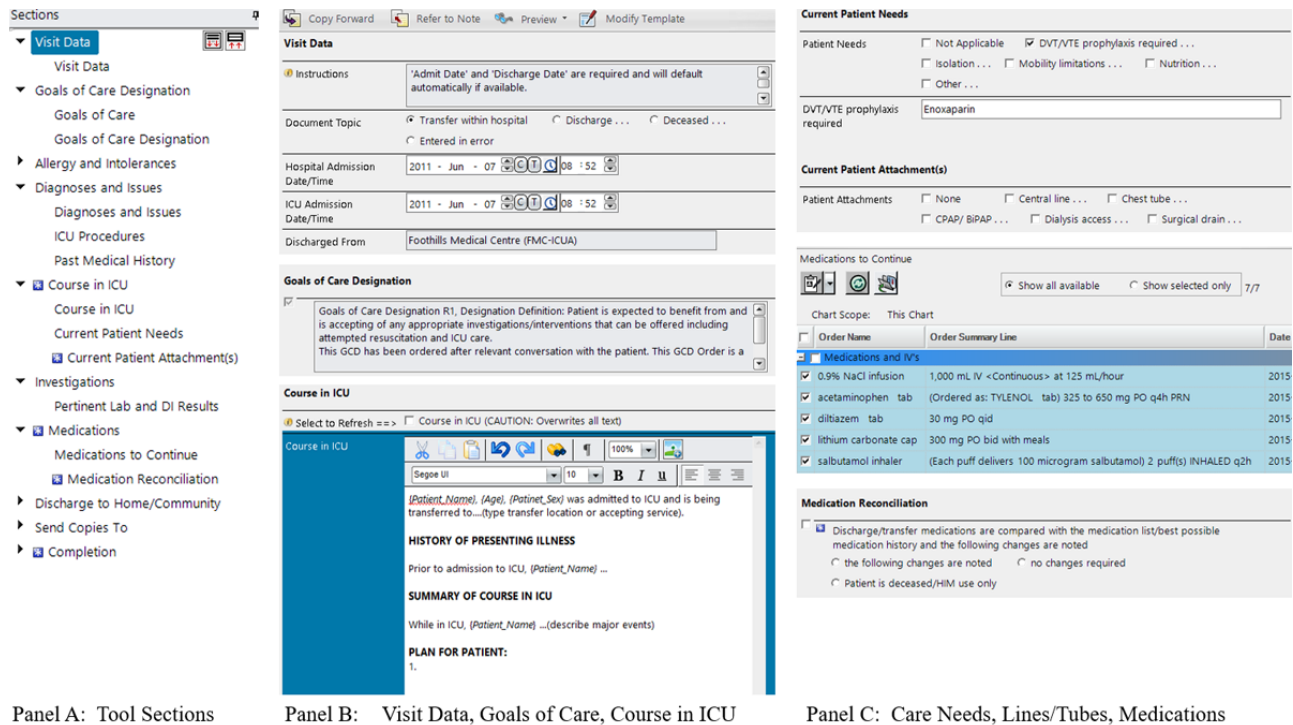 Sections
Visit Data
Visit Data
Goals of Care Designation
Goals of Care
Goals of Care Designation
Allergy and Intolerances
Diagnoses and Issues
Diagnoses and Issues
ICU Procedures
Past Medical History
Course in ICU
Course in ICU
Current Patient Needs
Current Patient Attachment(s)
Investigations
Pertinent Lab and DI Results
Medications
Medications to Continue
Medication Reconciliation
Discharge to Home/Community
Send Copies To
Completion
Panel A: Tool Sections
Copy Forward Refer to Note Preview Modify Template
Visit Data
Instructions 'Admit Date' and 'Discharge Date' are required and will default
automatically if available.
Document Topic Transfer within hospital Discharge ... Deceased ...
Entered in error
Hospital Admission 2011 - Jun - 07 C T 08 : 52
Date/Time
ICU Admission 2011 - Jun - 07 C T 08 : 52
Date/Time
Discharged From Foothills Medical Centre (FMC-ICUA)
Goals of Care Designation
Goals of Care Designation R1, Designation Definition: Patient is expected to benefit from and
is accepting of any appropriate investigations/interventions that can be offered including
attempted resuscitation and ICU care.
This GCD has been ordered after relevant conversation with the patient. This GCD Order is a
Course in ICU
Select to Refresh ==> Course in ICU (CAUTION: Overwrites all text)
Course in ICU
100%
Segoe UI 10 B I u
{Patient_Name}, {Age}, {Patinet_Sex} was admitted to ICU and is being
transferred to....(type transfer location or accepting service).
HISTORY OF PRESENTING ILLNESS
Prior to admission to ICU, {Patient_Name} ...
SUMMARY OF COURSE IN ICU
While in ICU, {Patient_Name} ...(describe major events)
PLAN FOR PATIENT:
1.
Panel B: Visit Data, Goals of Care, Course in ICU
Current Patient Needs
Patient Needs Not Applicable DVT/VTE prophylaxis required ...
Isolation ... Mobility limitations ... Nutrition ...
Other ...
DVT/VTE prophylaxis Enoxaparin
required
Current Patient Attachment(s)
Patient Attachments None Central line ... Chest tube ...
CPAP/ BiPAP ... Dialysis access ... Surgical drain ...
Medications to Continue
Show all available Show selected only 7/7
Chart Scope: This Chart
Order Name Order Summary Line Date
Medications and IV's
0.9% NaCl infusion 1,000 mL IV <Continuous> at 125 mL/hour 2015-
acetaminophen tab (Ordered as: TYLENOL tab) 325 to 650 mg PO q4h PRN 2015-
diltiazem tab 30 mg PO qid 2015-
lithium carbonate cap 300 mg PO bid with meals 2015-
salbutamol inhaler (Each puff delivers 100 microgram salbutamol) 2 puff(s) INHALED q2h 2015-
Medication Reconciliation
Discharge/transfer medications are compared with the medication list/best possible
medication history and the following changes are noted
the following changes are noted no changes required
Patient is deceased/HIM use only
Panel C: Care Needs, Lines/Tubes, Medications